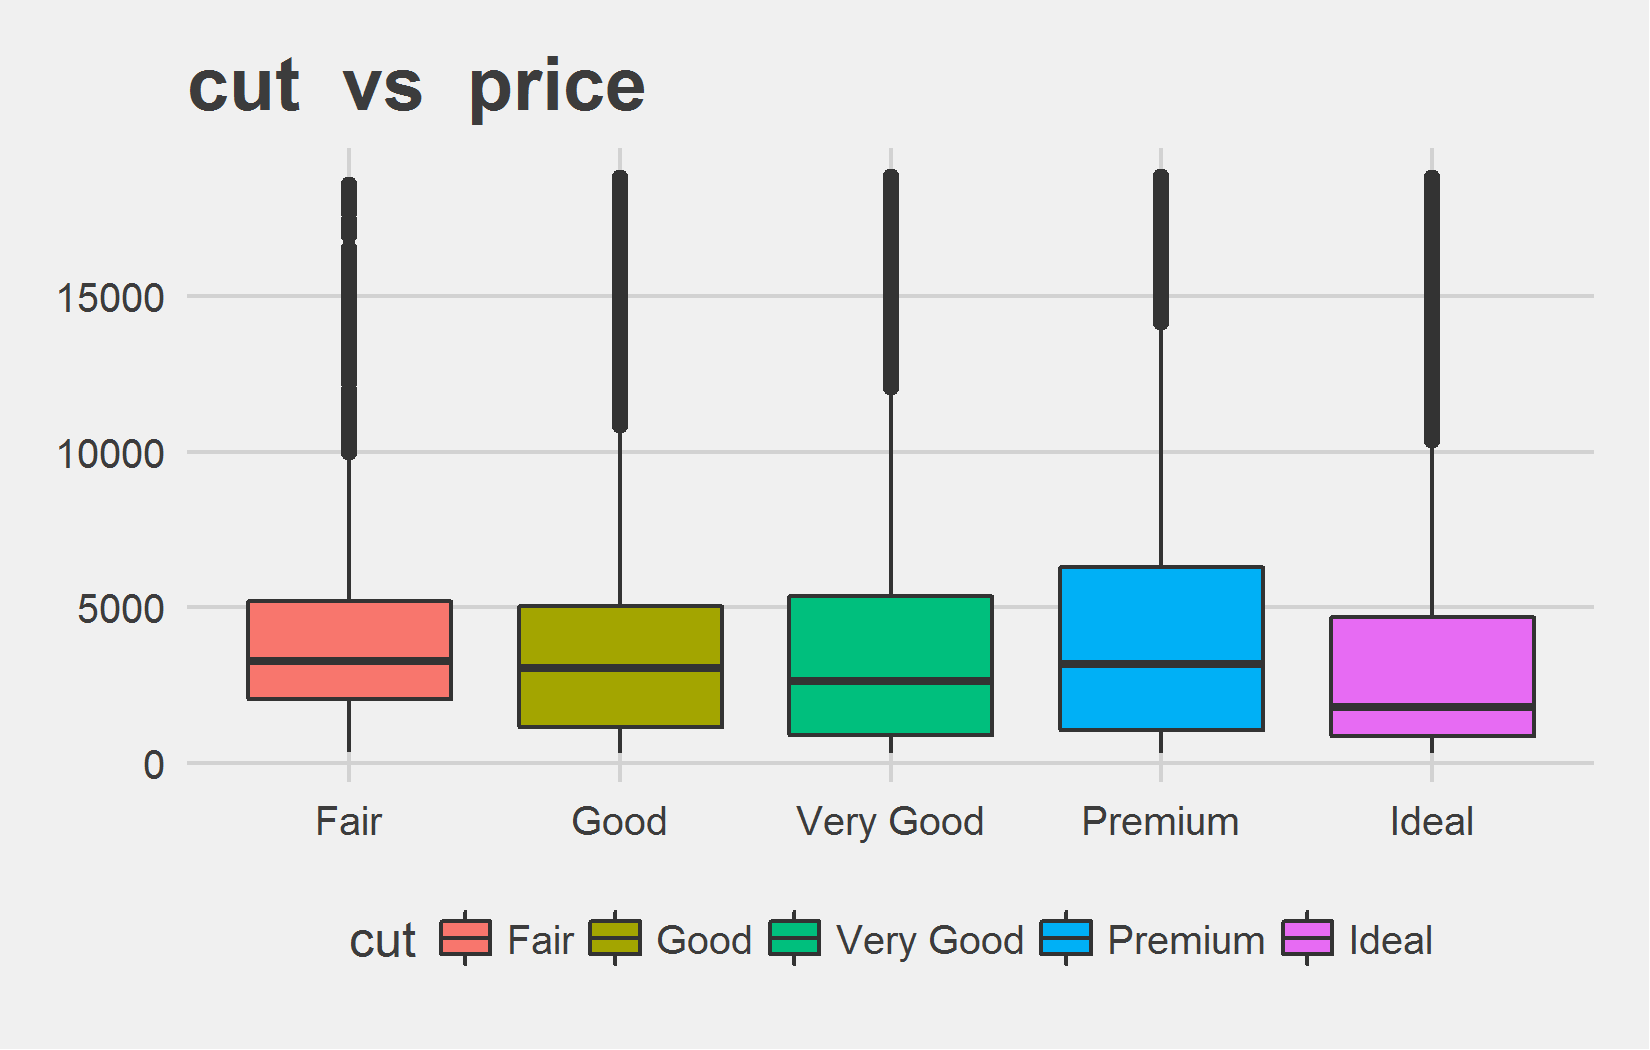 cut vs price
15000
10000
5000
0
Fair Good Very Good Premium Ideal
cut Fair Good Very Good Premium Ideal